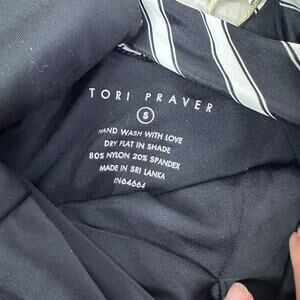 TORI PRAVER
S
HAND WASH WITH LOVE
DRY FLAT IN SHADE
80% NYLON 20% SPANDEX
MADE IN SRI LANKA
IN64664